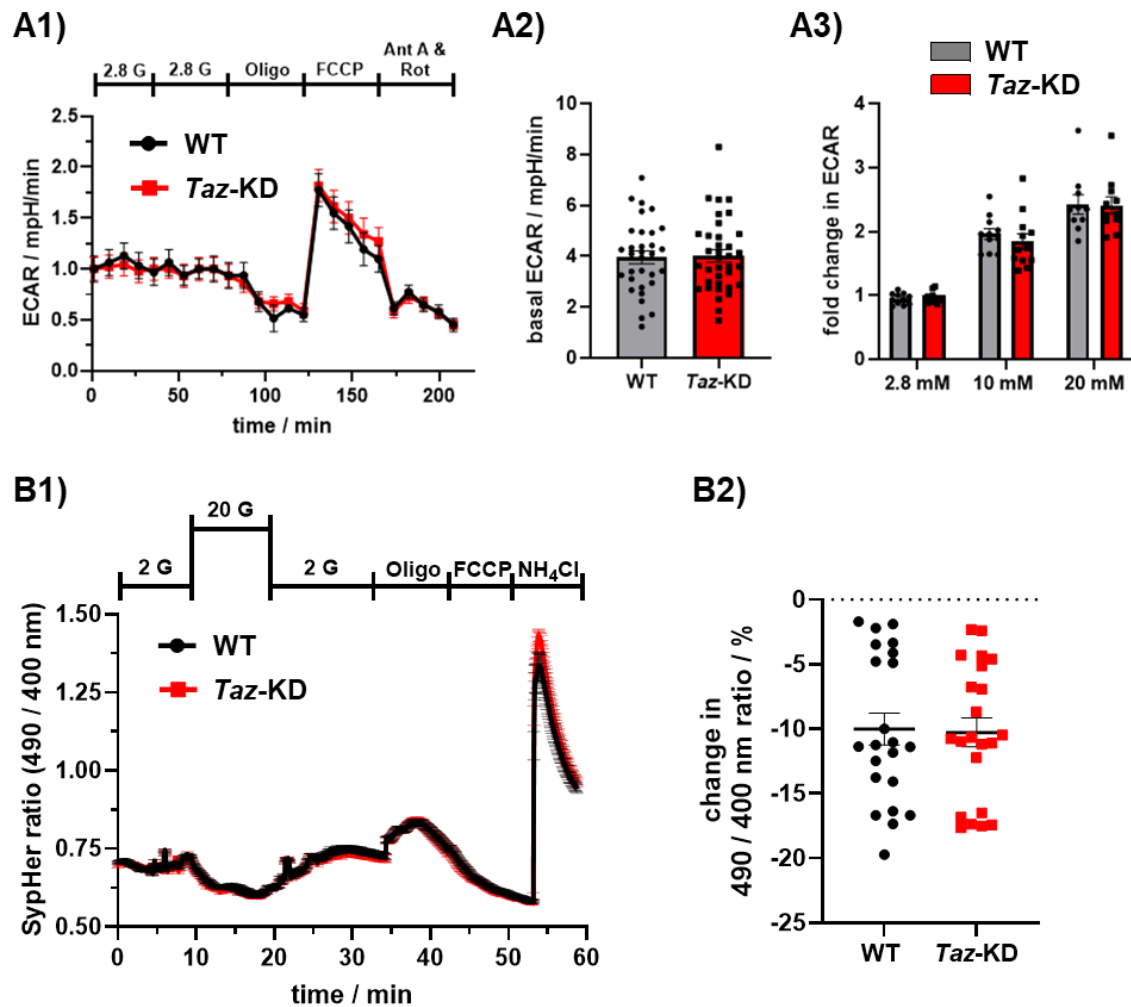 A1)
A2)
A3)
Ant A &
Rot
2.8 G
2.8 G
Oligo
FCCP
WT
Taz-KD
2.5
2.0
1.5
1.0
0.5
0.0
ECAR / mpH/min
WT
Taz-KD
0
50
100
150
200
time / min
10
8
6
4
2
0
basal ECAR / mpH/min
WT
Taz-KD
4
3
2
1
0
fold change in ECAR
2.8 mM
10 mM
20 mM
B1)
B2)
20 G
2 G
2 G
Oligo
FCCP
NH4Cl
1.50
1.25
1.00
0.75
0.50
SypHer ratio (490 / 400 nm)
WT
Taz-KD
0
10
20
30
40
50
60
time / min
0
-5
-10
-15
-20
-25
change in
490 / 400 nm ratio / %
WT
Taz-KD